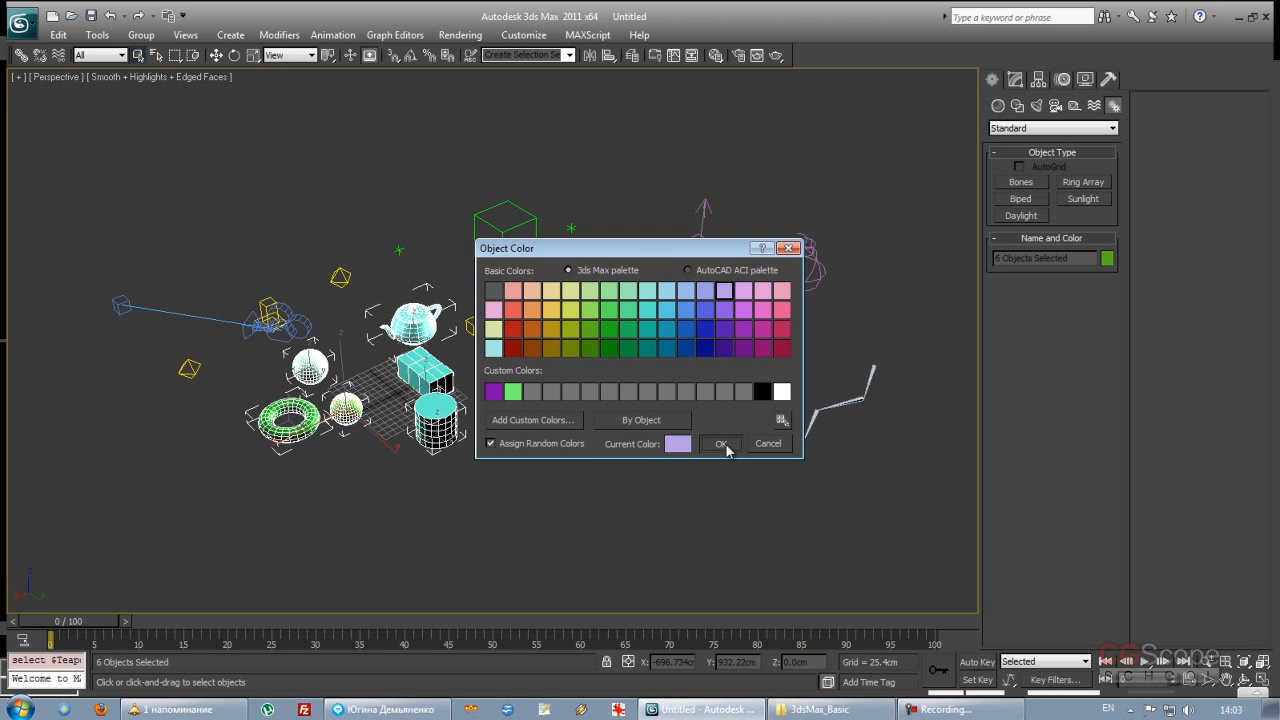 Autodesk 3ds Max 2011 x64 Untitled
Type a keyword or phrase
Edit Tools Group Views Create Modifiers Animation Graph Editors Rendering Customize MAXScript Help
All View Create Selection Se
[ + ] [ Perspective ] [ Smooth + Highlights + Edged Faces ]
Standard
- Object Type
AutoGrid
Bones Ring Array
Biped Sunlight
Daylight
- Name and Color
6 Objects Selected
Object Color
Basic Colors: 3ds Max palette AutoCAD ACI palette
Custom Colors:
Add Custom Colors... By Object
Assign Random Colors Current Color: OK Cancel
< 0 / 100 >
0 5 10 15 20 25 30 35 40 45 50 55 60 65 70 75 80 85 90 95 100
select $Teap
Welcome to M
6 Objects Selected X: -696.734cm Y: 932.22cm Z: 0.0cm Grid = 25.4cm
Click or click-and-drag to select objects Add Time Tag
Auto Key Selected
Set Key Key Filters... 0
CGScope
1 напоминание Югина Демьяненко Untitled - Autodesk ... 3dsMax_Basic Recording... EN 14:03